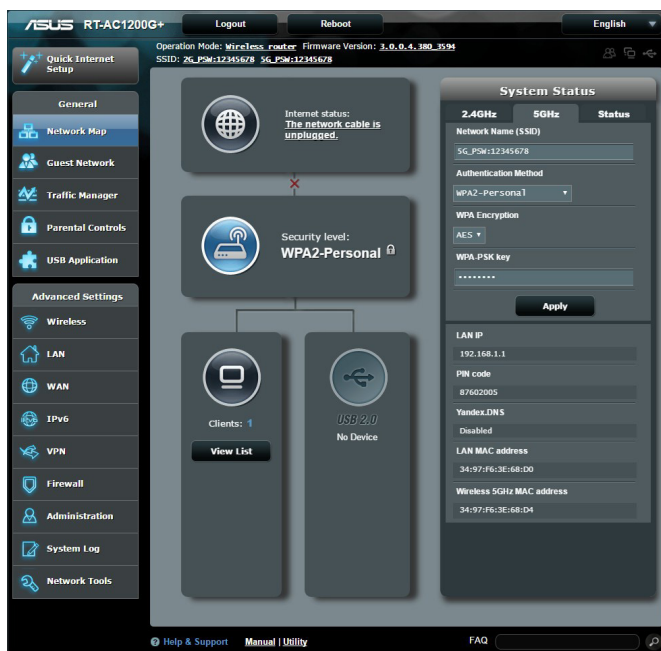 ASUS RT-AC1200G+ Logout Reboot English
Operation Mode: Wireless router Firmware Version: 3.0.0.4.380_3594
SSID: 2G_PSW:12345678 5G_PSW:12345678
Quick Internet
Setup
General
Network Map
Guest Network
Traffic Manager
Parental Controls
USB Application
Advanced Settings
Wireless
LAN
WAN
IPv6
VPN
Firewall
Administration
System Log
Network Tools
Internet status:
The network cable is
unplugged.
Security level:
WPA2-Personal
Clients: 1
View List
USB 2.0
No Device
System Status
2.4GHz 5GHz Status
Network Name (SSID)
5G_PSW:12345678
Authentication Method
WPA2-Personal
WPA Encryption
AES
WPA-PSK key
••••••••
Apply
LAN IP
192.168.1.1
PIN code
87602005
Yandex.DNS
Disabled
LAN MAC address
34:97:F6:3E:68:D0
Wireless 5GHz MAC address
34:97:F6:3E:68:D4
Help & Support Manual | Utility FAQ